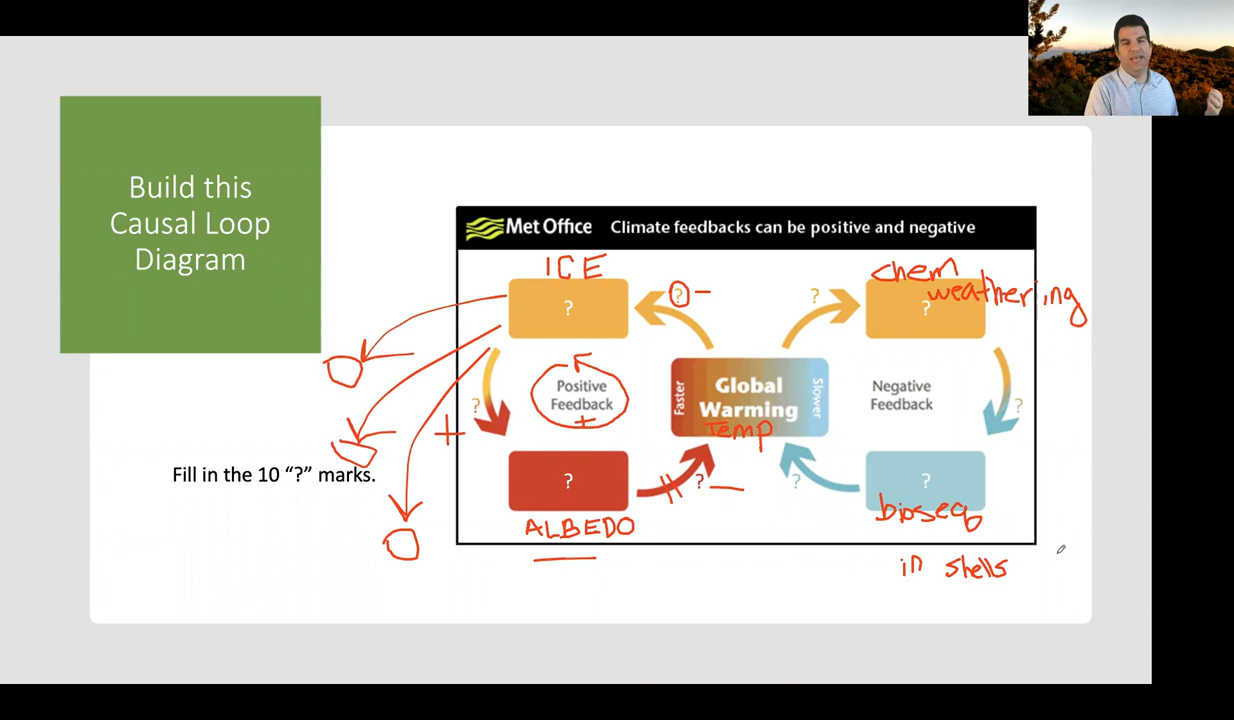 Build this
Causal Loop
Diagram
Fill in the 10 “?” marks.
Met Office Climate feedbacks can be positive and negative
ICE
?
? -
?
chem
weathering
?
?
+
Positive
Feedback
+
Faster
Global
Warming
Temp
Slower
Negative
Feedback
?
?
ALBEDO
? —
?
?
bioseq
in shells